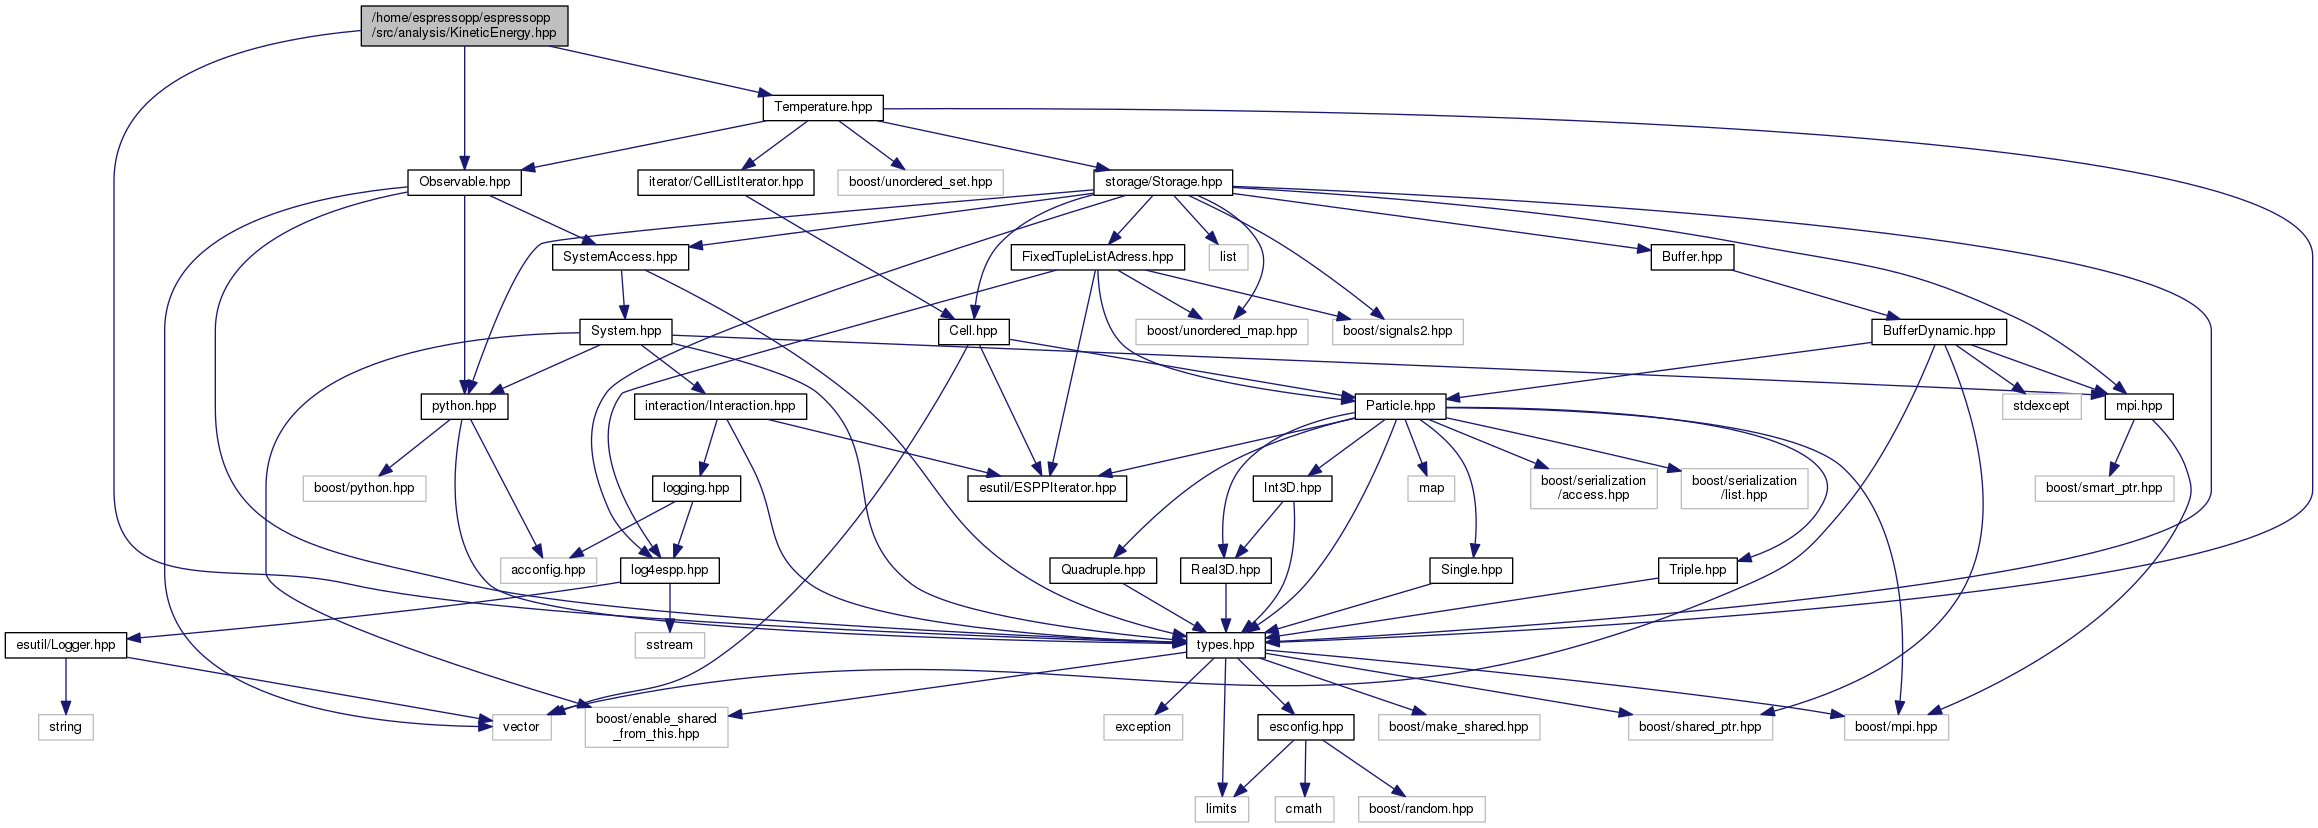 /home/espressopp/espressopp
/src/analysis/KineticEnergy.hpp
Temperature.hpp
Observable.hpp
iterator/CellListIterator.hpp
boost/unordered_set.hpp
storage/Storage.hpp
SystemAccess.hpp
FixedTupleListAdress.hpp
list
Buffer.hpp
System.hpp
Cell.hpp
boost/unordered_map.hpp
boost/signals2.hpp
BufferDynamic.hpp
python.hpp
interaction/Interaction.hpp
Particle.hpp
stdexcept
mpi.hpp
boost/python.hpp
logging.hpp
esutil/ESPPIterator.hpp
Int3D.hpp
map
boost/serialization
/access.hpp
boost/serialization
/list.hpp
boost/smart_ptr.hpp
acconfig.hpp
log4espp.hpp
Quadruple.hpp
Real3D.hpp
Single.hpp
Triple.hpp
esutil/Logger.hpp
sstream
types.hpp
string
vector
boost/enable_shared
_from_this.hpp
exception
esconfig.hpp
boost/make_shared.hpp
boost/shared_ptr.hpp
boost/mpi.hpp
limits
cmath
boost/random.hpp